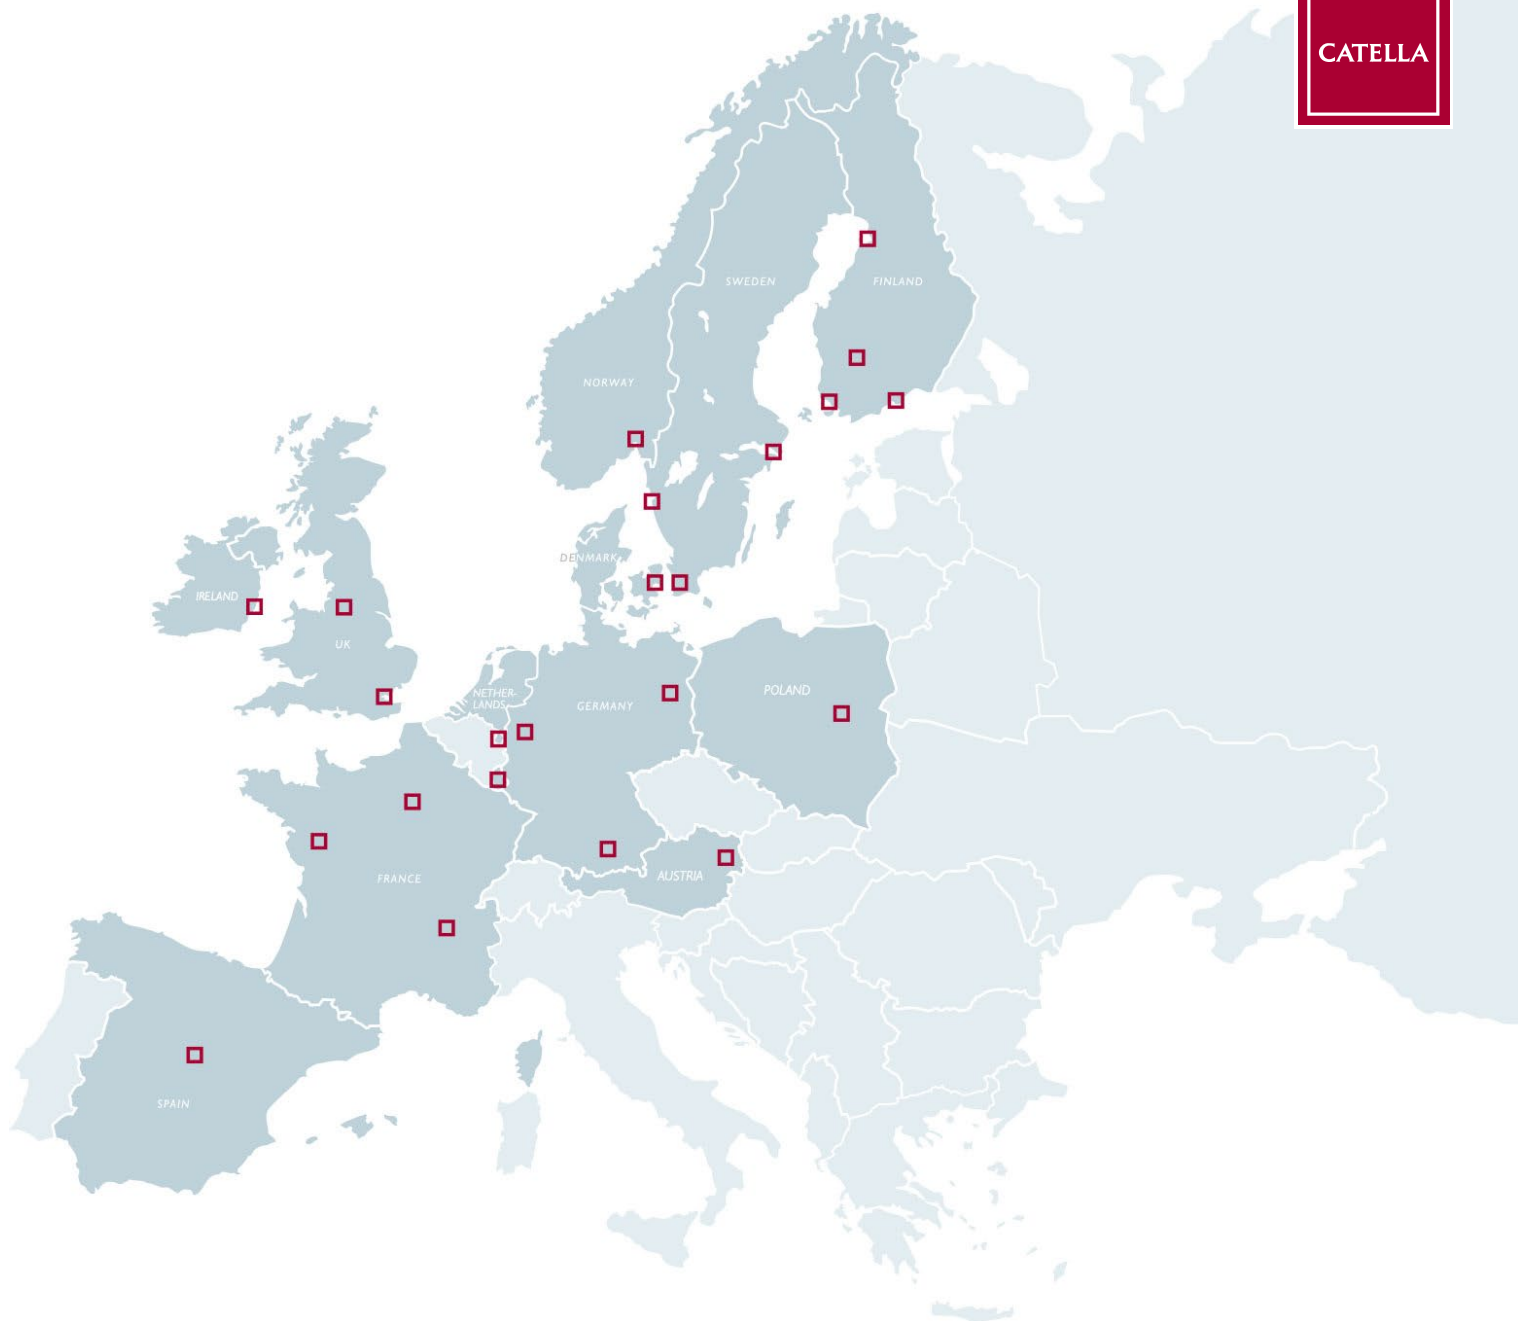 CATELLA
SWEDEN
FINLAND
NORWAY
DENMARK
IRELAND
UK
NETHER-
LANDS
GERMANY
POLAND
AUSTRIA
FRANCE
SPAIN